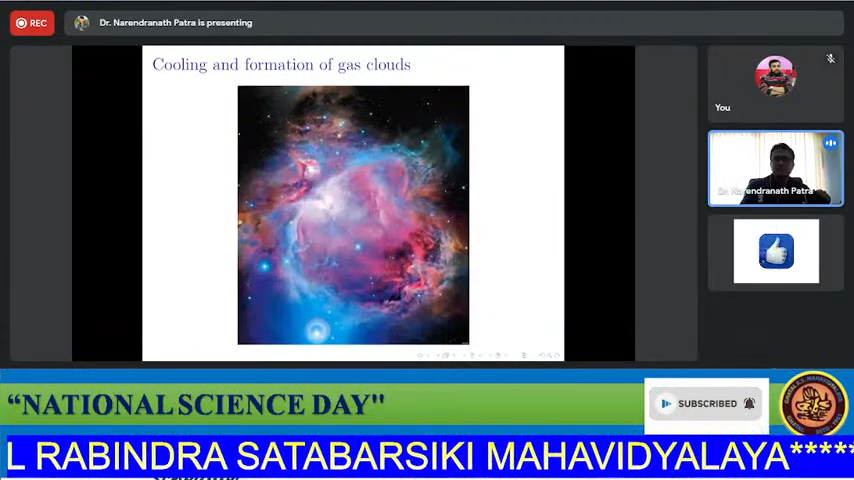 REC
Dr. Narendranath Patra is presenting
Cooling and formation of gas clouds
You
Dr. Narendranath Patra
"NATIONAL SCIENCE DAY"
SUBSCRIBED
L RABINDRA SATABARSIKI MAHAVIDYALAYA*****